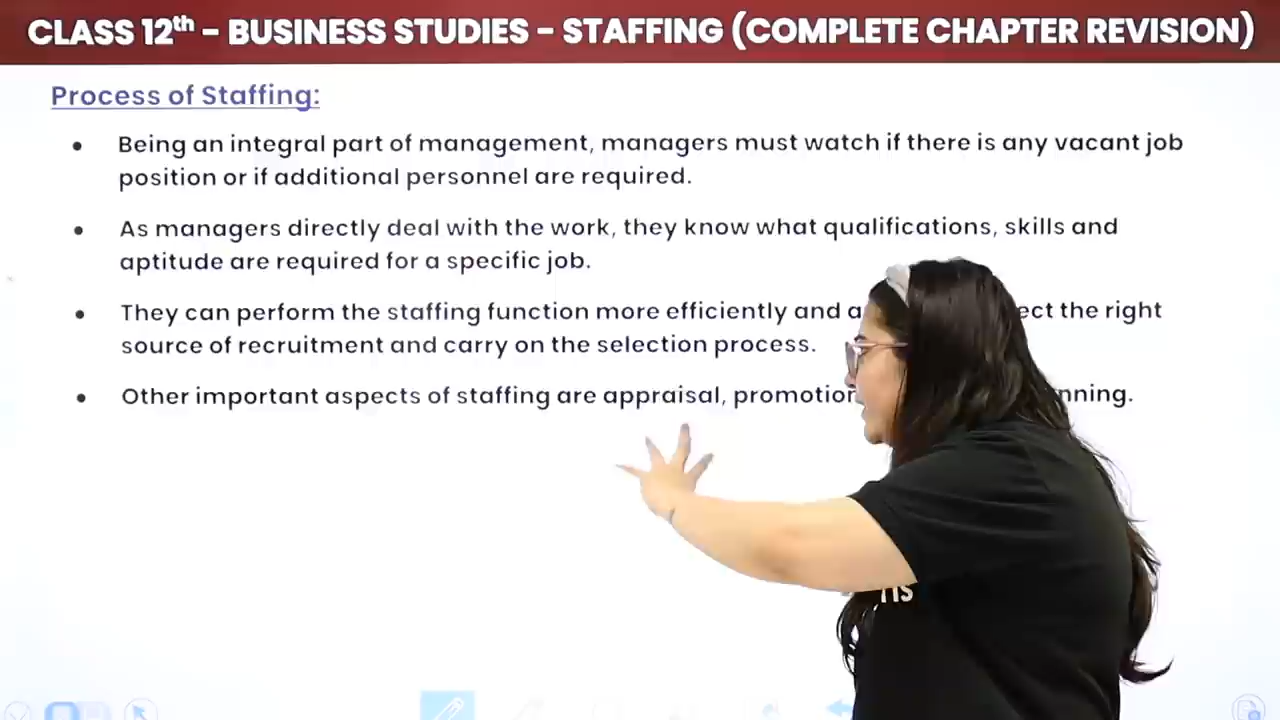 CLASS 12th – BUSINESS STUDIES – STAFFING (COMPLETE CHAPTER REVISION)
Process of Staffing:
• Being an integral part of management, managers must watch if there is any vacant job
position or if additional personnel are required.
• As managers directly deal with the work, they know what qualifications, skills and
aptitude are required for a specific job.
• They can perform the staffing function more efficiently and the right
source of recruitment and carry on the selection process.
• Other important aspects of staffing are appraisal,